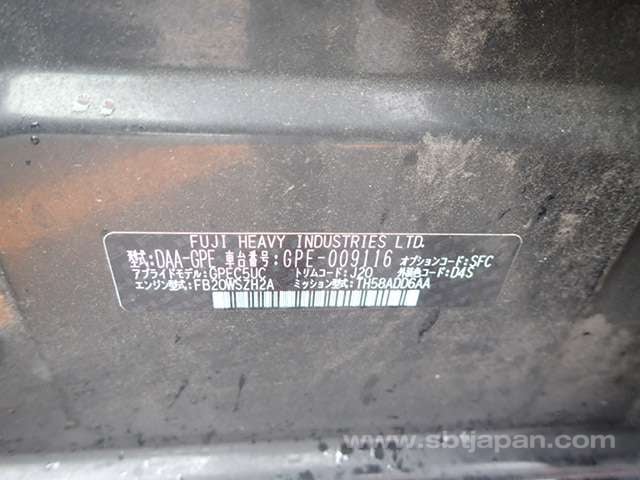 FUJI HEAVY INDUSTRIES LTD.
型式:DAA-GPE 車台番号:GPE-009116 オプションコード:SFC
アプライドモデル:GPEC5UC トリムコード:J20 外装色コード:D4S
エンジン型式:FB20WSZH2A ミッション型式:TH58ADD6AA
www.sbtjapan.com